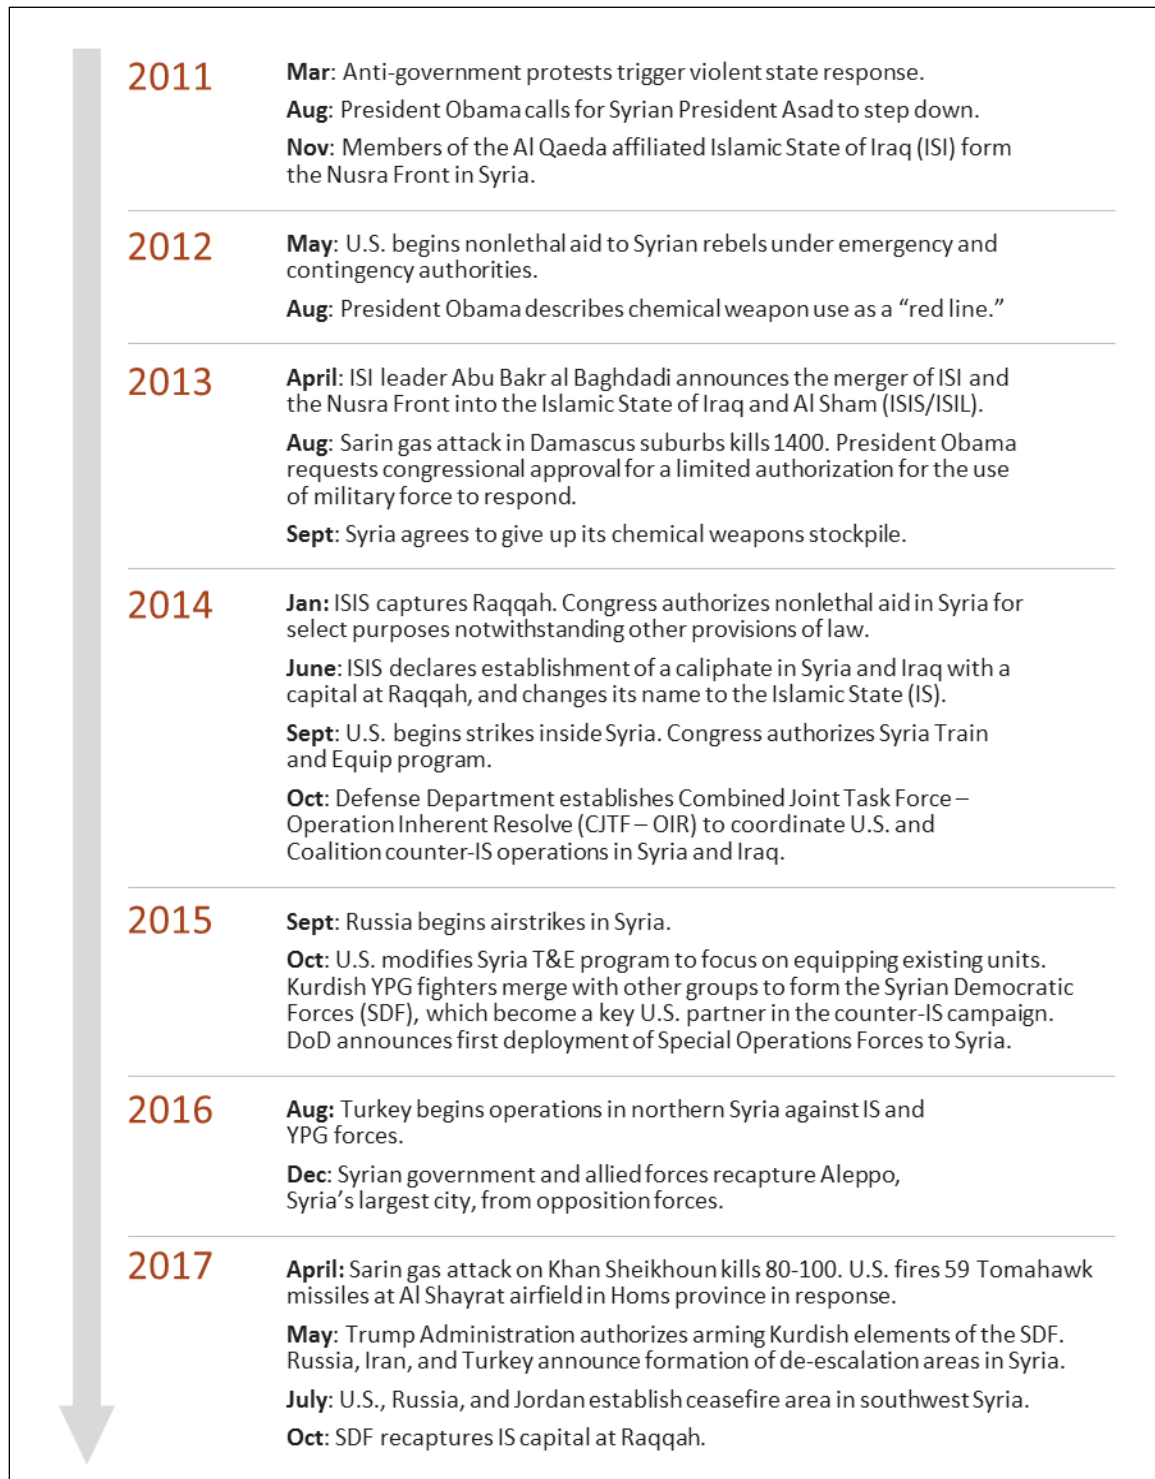 2011
Mar: Anti-government protests trigger violent state response.
Aug: President Obama calls for Syrian President Asad to step down.
Nov: Members of the Al Qaeda affiliated Islamic State of Iraq (ISI) form
the Nusra Front in Syria.
2012
May: U.S. begins nonlethal aid to Syrian rebels under emergency and
contingency authorities.
Aug: President Obama describes chemical weapon use as a “red line.”
2013
April: ISI leader Abu Bakr al Baghdadi announces the merger of ISI and
the Nusra Front into the Islamic State of Iraq and Al Sham (ISIS/ISIL).
Aug: Sarin gas attack in Damascus suburbs kills 1400. President Obama
requests congressional approval for a limited authorization for the use
of military force to respond.
Sept: Syria agrees to give up its chemical weapons stockpile.
2014
Jan: ISIS captures Raqqah. Congress authorizes nonlethal aid in Syria for
select purposes notwithstanding other provisions of law.
June: ISIS declares establishment of a caliphate in Syria and Iraq with a
capital at Raqqah, and changes its name to the Islamic State (IS).
Sept: U.S. begins strikes inside Syria. Congress authorizes Syria Train
and Equip program.
Oct: Defense Department establishes Combined Joint Task Force –
Operation Inherent Resolve (CJTF – OIR) to coordinate U.S. and
Coalition counter-IS operations in Syria and Iraq.
2015
Sept: Russia begins airstrikes in Syria.
Oct: U.S. modifies Syria T&E program to focus on equipping existing units.
Kurdish YPG fighters merge with other groups to form the Syrian Democratic
Forces (SDF), which become a key U.S. partner in the counter-IS campaign.
DoD announces first deployment of Special Operations Forces to Syria.
2016
Aug: Turkey begins operations in northern Syria against IS and
YPG forces.
Dec: Syrian government and allied forces recapture Aleppo,
Syria’s largest city, from opposition forces.
2017
April: Sarin gas attack on Khan Sheikhoun kills 80-100. U.S. fires 59 Tomahawk
missiles at Al Shayrat airfield in Homs province in response.
May: Trump Administration authorizes arming Kurdish elements of the SDF.
Russia, Iran, and Turkey announce formation of de-escalation areas in Syria.
July: U.S., Russia, and Jordan establish ceasefire area in southwest Syria.
Oct: SDF recaptures IS capital at Raqqah.